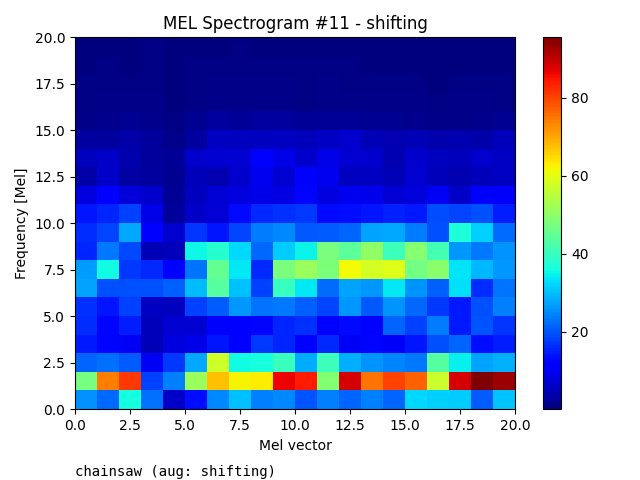 MEL Spectrogram #11 - shifting
20.0
17.5
15.0
12.5
10.0
7.5
5.0
2.5
0.0
Frequency [Mel]
0.0 2.5 5.0 7.5 10.0 12.5 15.0 17.5 20.0
Mel vector
80
60
40
20
chainsaw (aug: shifting)